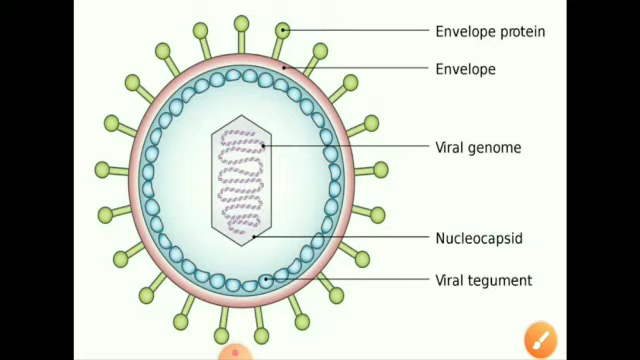 Envelope protein
Envelope
Viral genome
Nucleocapsid
Viral tegument